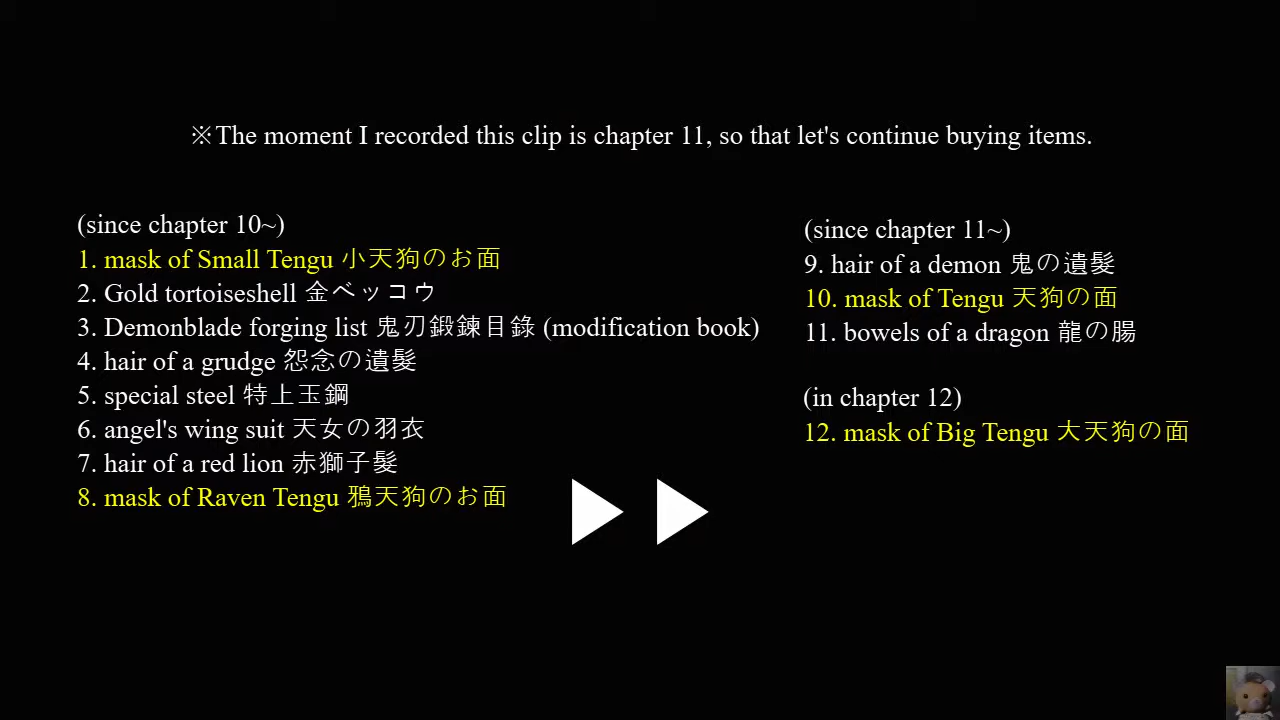 ※The moment I recorded this clip is chapter 11, so that let's continue buying items.
(since chapter 10~)
1. mask of Small Tengu 小天狗のお面
2. Gold tortoiseshell 金ベッコウ
3. Demonblade forging list 鬼刃鍛錬目錄 (modification book)
4. hair of a grudge 怨念の遺髪
5. special steel 特上玉鋼
6. angel's wing suit 天女の羽衣
7. hair of a red lion 赤獅子髪
8. mask of Raven Tengu 鴉天狗のお面
(since chapter 11~)
9. hair of a demon 鬼の遺髪
10. mask of Tengu 天狗の面
11. bowels of a dragon 龍の腸
(in chapter 12)
12. mask of Big Tengu 大天狗の面